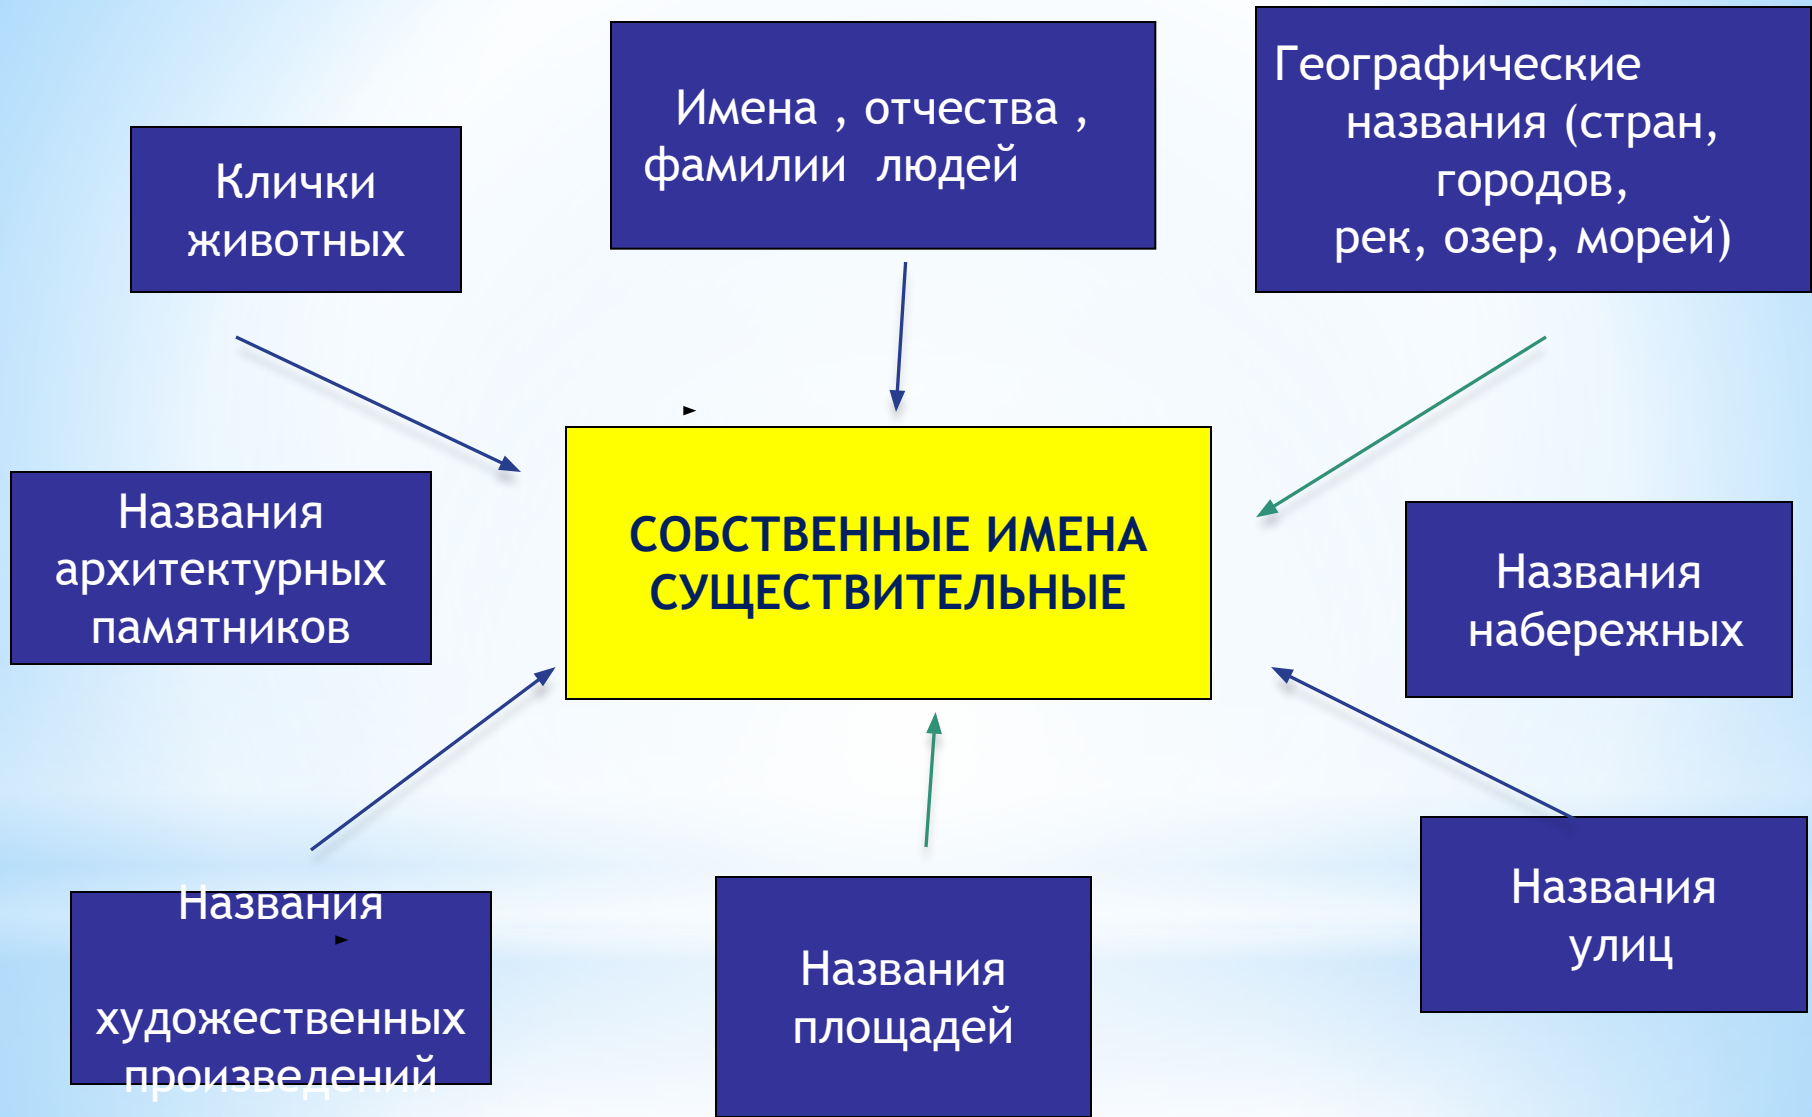 Имена , отчества ,
фамилии людей
Географические
названия (стран,
городов,
рек, озер, морей)
Клички
животных
Названия
архитектурных
памятников
СОБСТВЕННЫЕ ИМЕНА
СУЩЕСТВИТЕЛЬНЫЕ
Названия
набережных
Названия
художественных
произведений
Названия
площадей
Названия
улиц